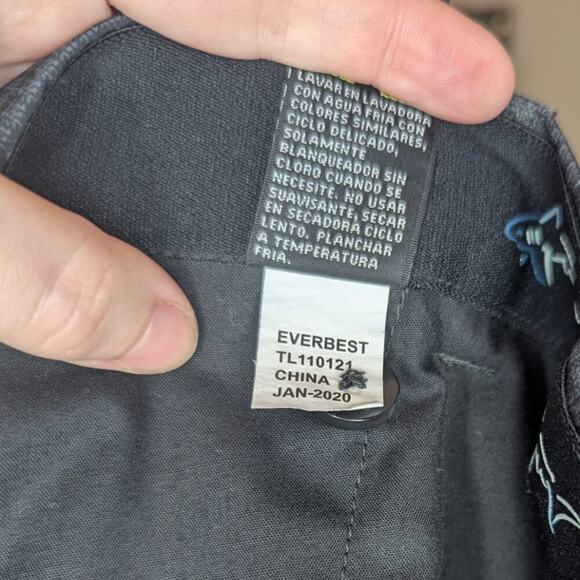 LAVAR EN LAVADORA
CON AGUA FRIA CON
COLORES SIMILARES,
CICLO DELICADO,
SOLAMENTE
BLANQUEADOR SIN
CLORO CUANDO SE
NECESITE. NO USAR
SUAVISANTE, SECAR
EN SECADORA CICLO
LENTO. PLANCHAR
A TEMPERATURA
FRIA.
EVERBEST
TL110121
CHINA
JAN-2020